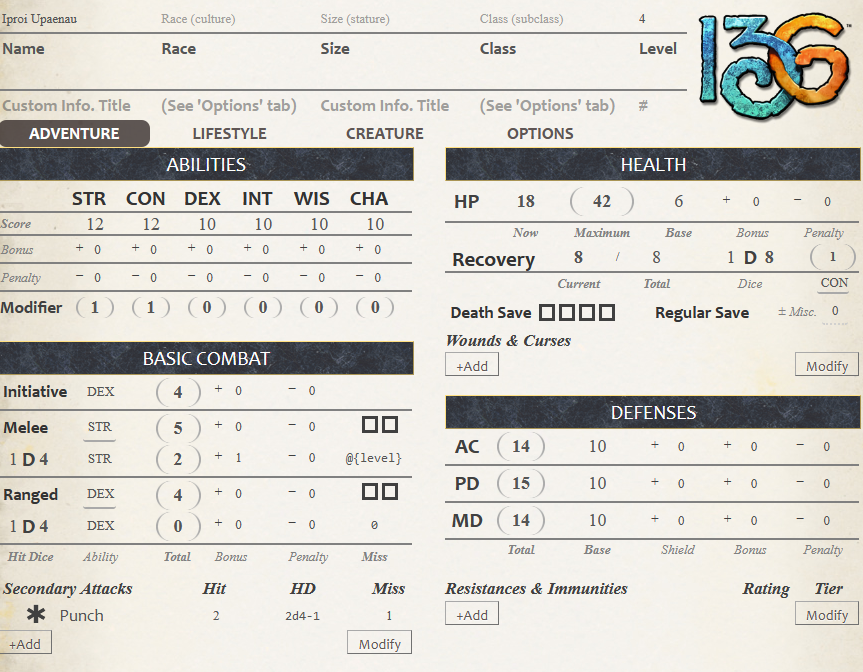 Iproi Upaenau Race (culture) Size (stature) Class (subclass) 4
Name Race Size Class Level
13G
™
Custom Info. Title (See 'Options' tab) Custom Info. Title (See 'Options' tab) #
ADVENTURE LIFESTYLE CREATURE OPTIONS
ABILITIES
STR CON DEX INT WIS CHA
Score 12 12 10 10 10 10
Bonus + 0 + 0 + 0 + 0 + 0 + 0
Penalty − 0 − 0 − 0 − 0 − 0 − 0
Modifier ( 1 ) ( 1 ) ( 0 ) ( 0 ) ( 0 ) ( 0 )
BASIC COMBAT
Initiative DEX ( 4 ) + 0 − 0
Melee STR ( 5 ) + 0 − 0
1 D 4 STR ( 2 ) + 1 − 0 @{level}
Ranged DEX ( 4 ) + 0 − 0
1 D 4 DEX ( 0 ) + 0 − 0 0
Hit Dice Ability Total Bonus Penalty Miss
Secondary Attacks Hit HD Miss
* Punch 2 2d4-1 1
+Add Modify
HEALTH
HP 18 ( 42 ) 6 + 0 − 0
Now Maximum Base Bonus Penalty
Recovery 8 / 8 1 D 8 ( 1 )
Current Total Dice CON
Death Save Regular Save ± Misc. 0
Wounds & Curses
+Add Modify
DEFENSES
AC ( 14 ) 10 + 0 + 0 − 0
PD ( 15 ) 10 + 0 + 0 − 0
MD ( 14 ) 10 + 0 + 0 − 0
Total Base Shield Bonus Penalty
Resistances & Immunities Rating Tier
+Add Modify